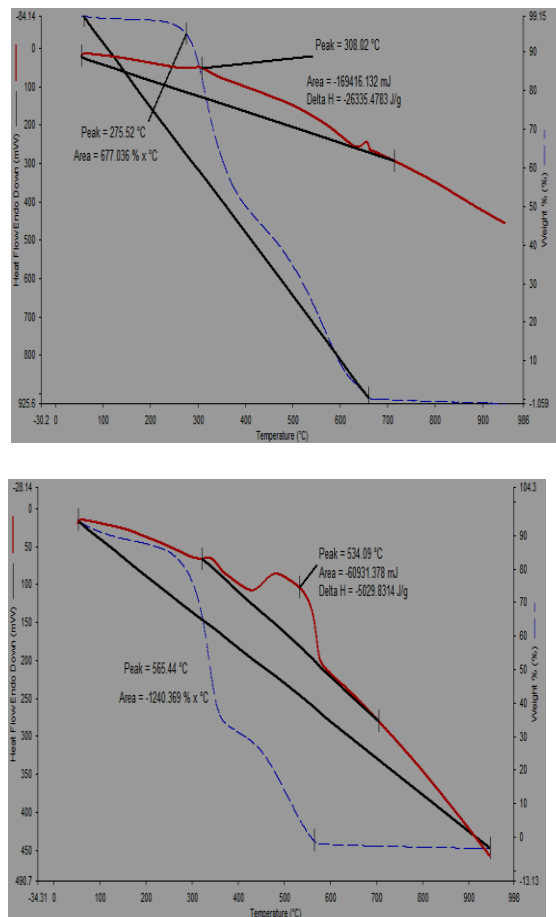 -84.14
0
100
200
300
400
500
600
700
800
925.6
Heat Flow Endo Down (mW)
Peak = 308.02 °C
Area = -169416.132 mJ
Delta H = -26335.4783 J/g
Peak = 275.52 °C
Area = 677.036 % x °C
99.15
90
80
70
60
50
40
30
20
10
-1.059
Weight % (%)
-30.2 0 100 200 300 400 500 600 700 800 900 986
Temperature (°C)
-28.14
0
50
100
150
200
250
300
350
400
450
490.7
Heat Flow Endo Down (mW)
Peak = 534.09 °C
Area = -60931.378 mJ
Delta H = -5029.8314 J/g
Peak = 565.44 °C
Area = -1240.369 % x °C
104.3
90
80
70
60
50
40
30
20
10
0
-13.13
Weight % (%)
-34.31 0 100 200 300 400 500 600 700 800 900 998
Temperature (°C)